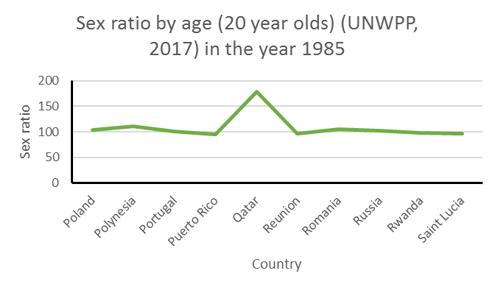 Sex ratio by age (20 year olds) (UNWPP,
2017) in the year 1985
200
150
100
50
0
Sex ratio
Poland
Polynesia
Portugal
Puerto Rico
Qatar
Reunion
Romania
Russia
Rwanda
Saint Lucia
Country